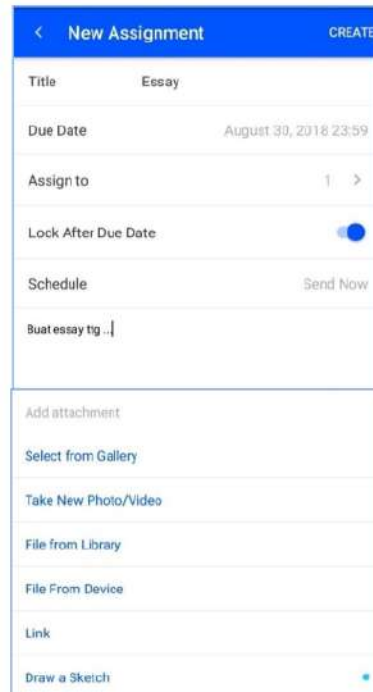 < New Assignment CREATE
Title Essay
Due Date August 30, 2018 23:59
Assign to 1 >
Lock After Due Date
Schedule Send Now
Buat essay ttg ...
Add attachment
Select from Gallery
Take New Photo/Video
File from Library
File From Device
Link
Draw a Sketch